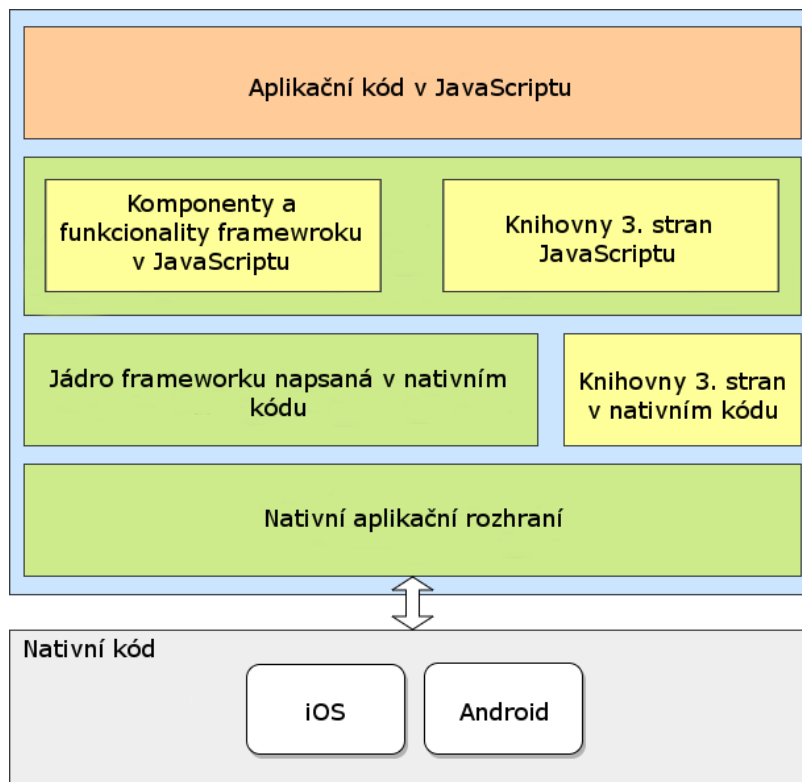 Aplikační kód v JavaScriptu
Komponenty a
funkcionality framewroku
v JavaScriptu
Knihovny 3. stran
JavaScriptu
Jádro frameworku napsaná v nativním
kódu
Knihovny 3. stran
v nativním kódu
Nativní aplikační rozhraní
Nativní kód
iOS
Android